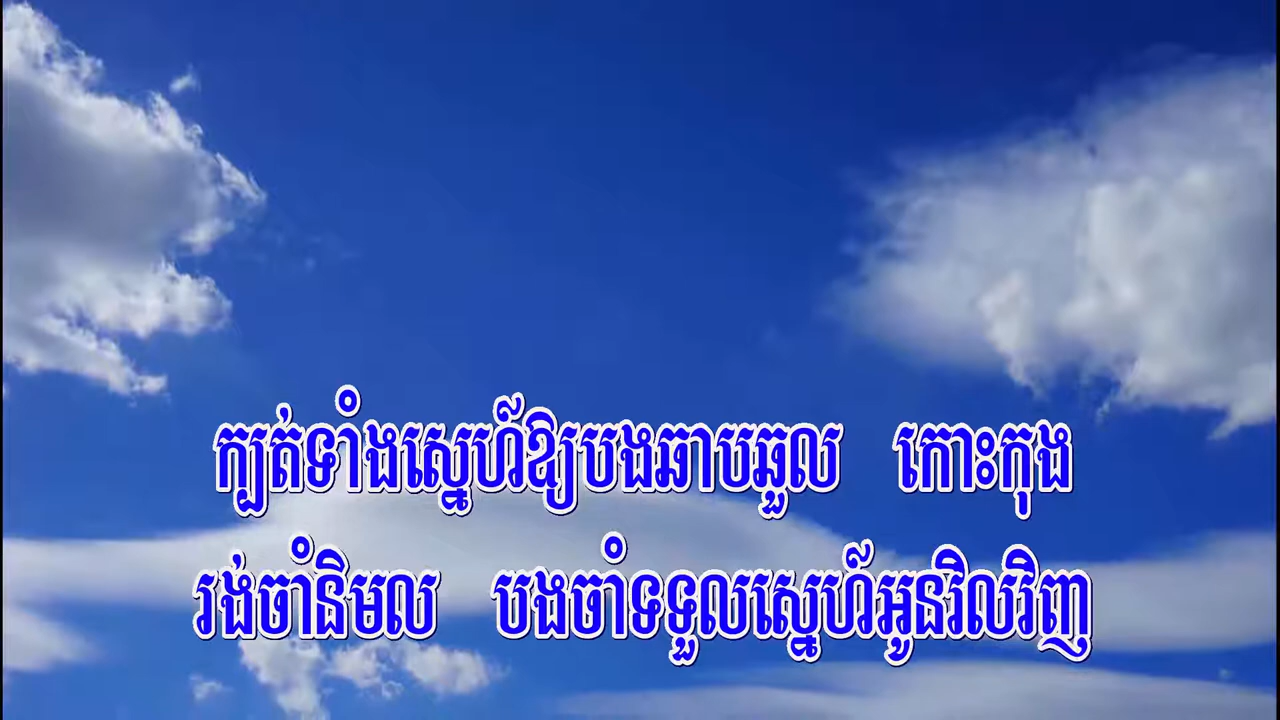 ក្បត់ទាំងស្នេហ៍ឱ្យបងឆាបឆួល កោះកុង
រង់ចាំនិមល បងចាំទទួលស្នេហ៍អូនវិលវិញ